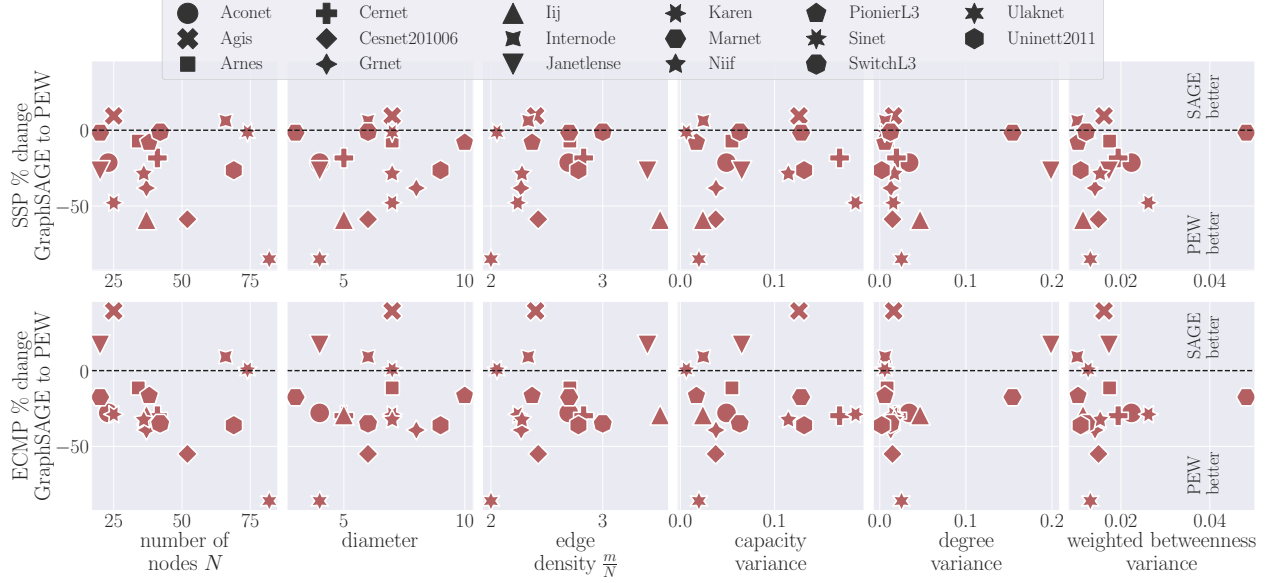 Aconet Cernet Iij Karen PionierL3 Ulaknet
Agis Cesnet201006 Internode Marnet Sinet Uninett2011
Arnes Grnet Janetlense Niif SwitchL3
SSP % change
GraphSAGE to PEW
0
−50
SAGE
better
PEW
better
25 50 75 5 10 2 3 0.0 0.1 0.0 0.1 0.2 0.02 0.04
ECMP % change
GraphSAGE to PEW
0
−50
SAGE
better
PEW
better
25 50 75 5 10 2 3 0.0 0.1 0.0 0.1 0.2 0.02 0.04
number of
nodes N
diameter
edge
density m/N
capacity
variance
degree
variance
weighted betweenness
variance